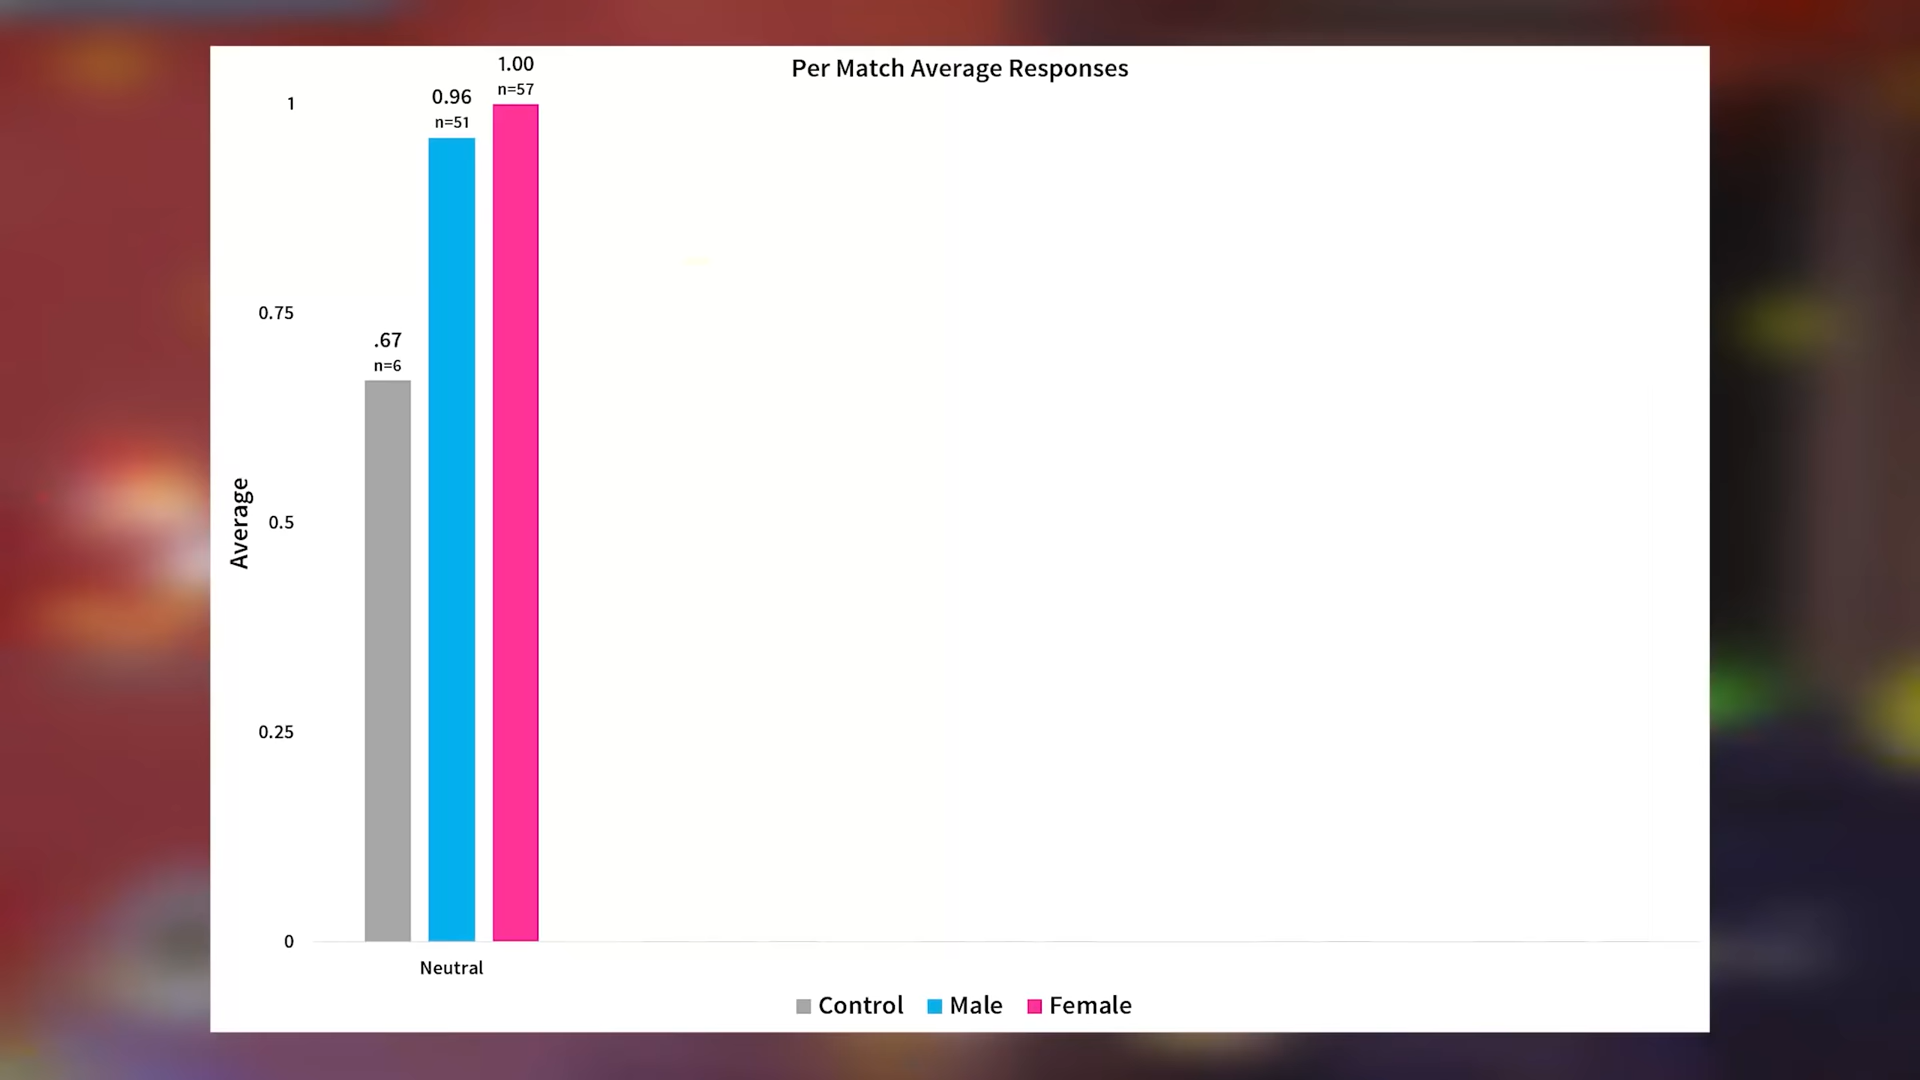 Per Match Average Responses
1.00
n=57
0.96
n=51
.67
n=6
1
0.75
0.5
0.25
0
Average
Neutral
Control Male Female